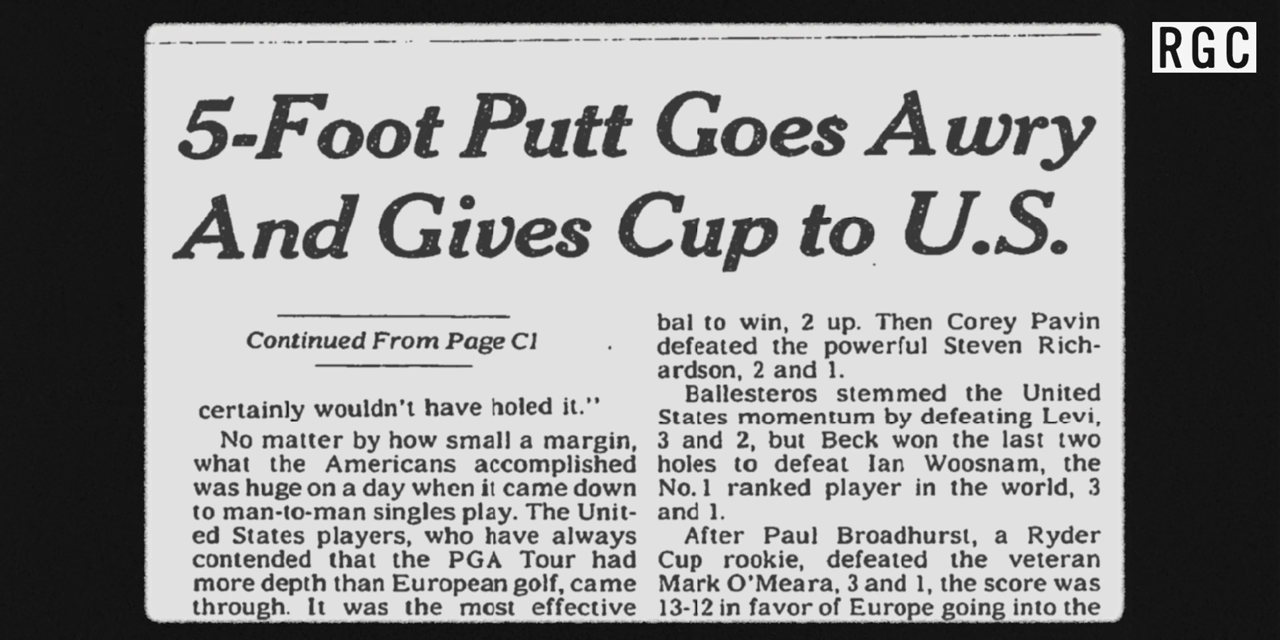 RGC
5-Foot Putt Goes Awry
And Gives Cup to U.S.
Continued From Page C1
certainly wouldn't have holed it."
No matter by how small a margin,
what the Americans accomplished
was huge on a day when it came down
to man-to-man singles play. The Unit-
ed States players, who have always
contended that the PGA Tour had
more depth than European golf, came
through. It was the most effective
bal to win, 2 up. Then Corey Pavin
defeated the powerful Steven Rich-
ardson, 2 and 1.
Ballesteros stemmed the United
States momentum by defeating Levi,
3 and 2, but Beck won the last two
holes to defeat Ian Woosnam, the
No. 1 ranked player in the world, 3
and 1.
After Paul Broadhurst, a Ryder
Cup rookie, defeated the veteran
Mark O'Meara, 3 and 1, the score was
13-12 in favor of Europe going into the